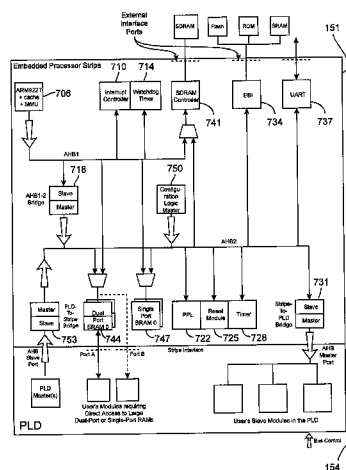 External
Interface
Ports
SDRAM
Flash
ROM
SRAM
151
Embedded Processor Stripe
710
714
ARM922T
+ cache
+ MMU
706
Interrupt
Controller
Watchdog
Timer
SDRAM
Controller
741
EBI
734
UART
737
AHB1
718
750
AHB1-2
Bridge
Slave
Master
Configu-
ration
Logic
Master
AHB2
731
Master
Slave
753
PLD-
To-
Stripe
Bridge
Dual
Port
SRAM 0
744
Single
Port
SRAM 0
747
PPL
722
Reset
Module
725
Timer
728
Stripe-
to-PLD
Bridge
Slave
Master
AHB
Slave
Port
Port A
Port B
Stripe Interface
AHB
Master
Port
PLD
Master(s)
User's Modules requiring
Direct Access to Large
Dual-Port or Single-Port RAMs
User's Slave Modules in the PLD
PLD
Bus Control
154